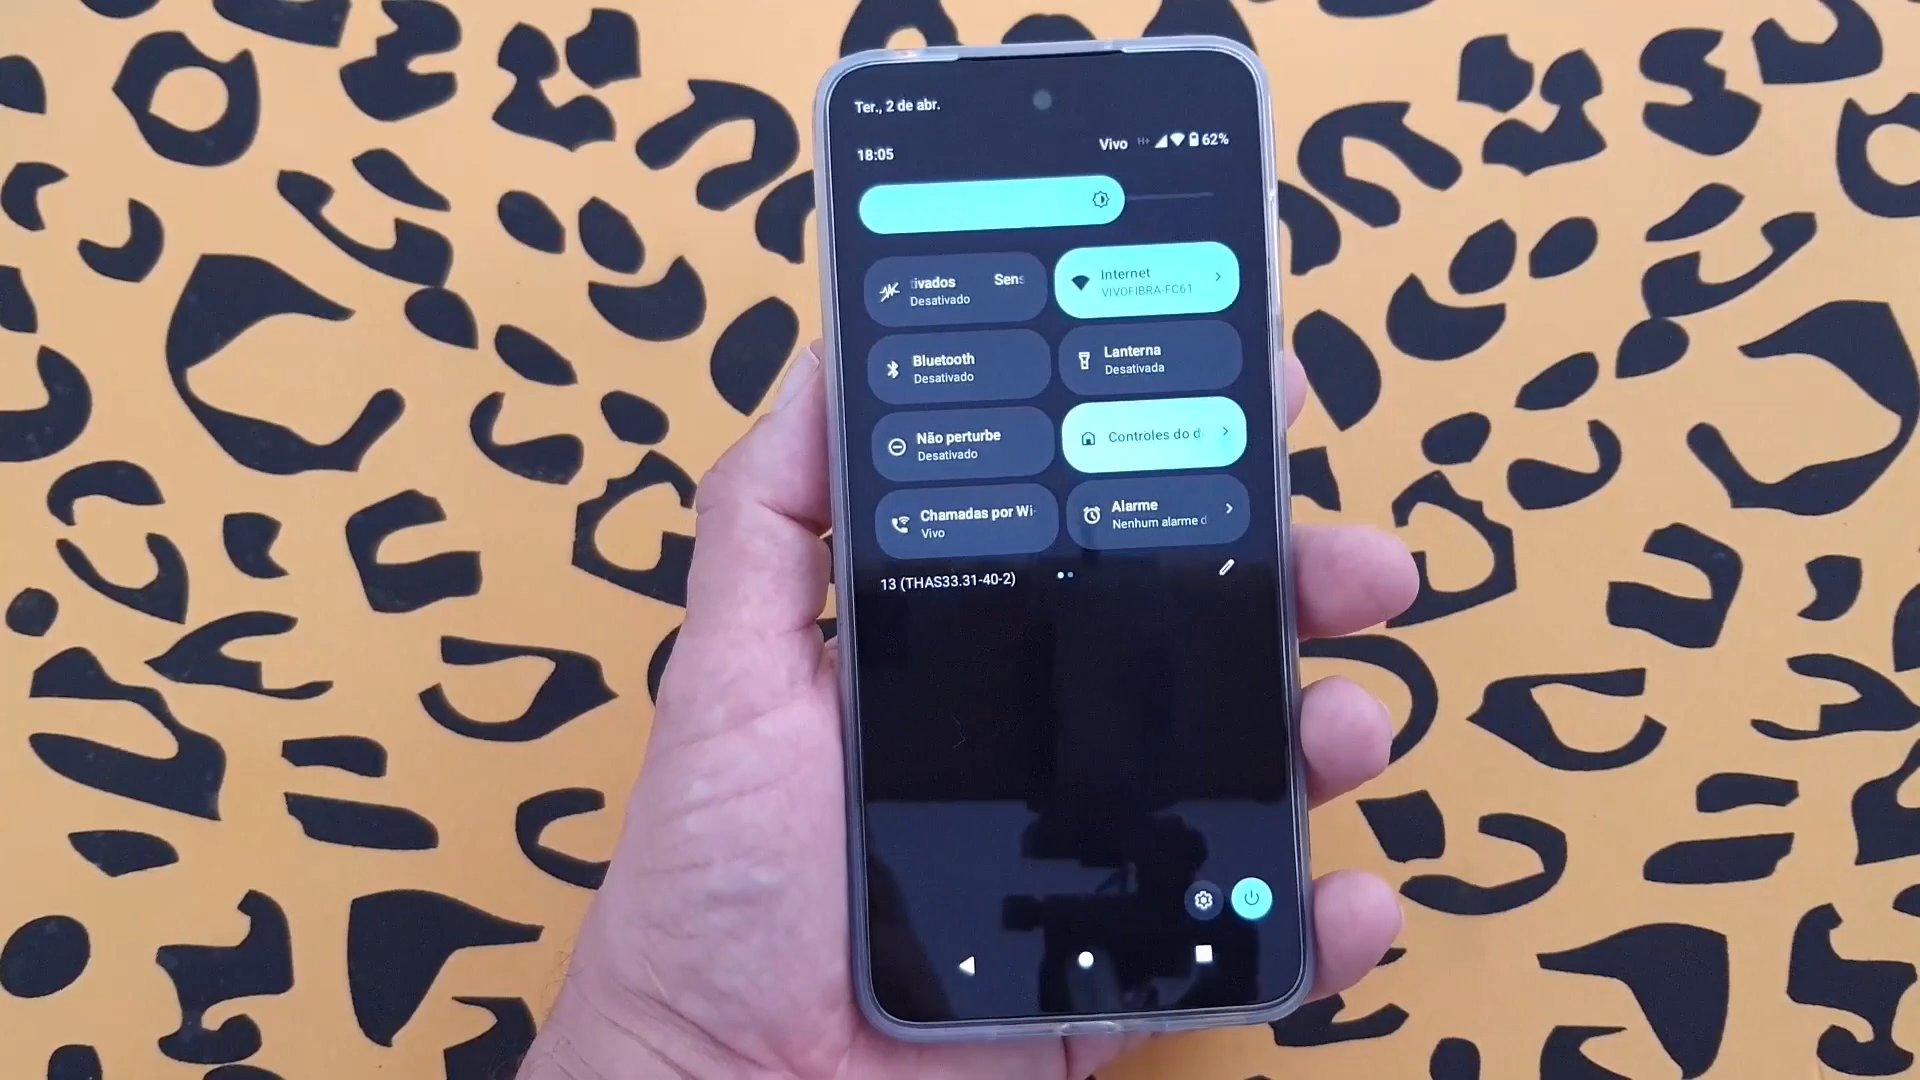 Ter., 2 de abr.
18:05
Vivo H+ 62%
tivados Sens
Desativado
Internet
VIVOFIBRA-FC61
Bluetooth
Desativado
Lanterna
Desativada
Não perturbe
Desativado
Controles do d
Chamadas por Wi-
Vivo
Alarme
Nenhum alarme d
13 (THAS33.31-40-2)